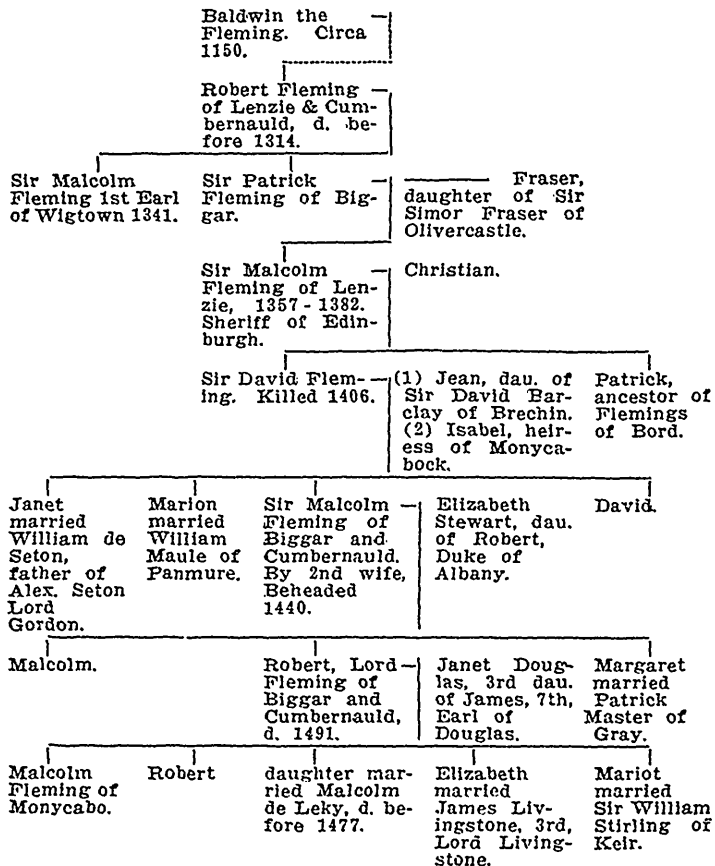 Baldwin the
Fleming. Circa
1150.
Robert Fleming
of Lenzie & Cum-
bernauld, d. be-
fore 1314.
Sir Malcolm
Fleming 1st Earl
of Wigtown 1341.
Sir Patrick
Fleming of Big-
gar.
——— Fraser,
daughter of Sir
Simor Fraser of
Olivercastle.
Sir Malcolm
Fleming of Len-
zie, 1357 - 1382.
Sheriff of Edin-
burgh.
Christian.
Sir David Flem-
ing. Killed 1406.
(1) Jean, dau. of
Sir David Bar-
clay of Brechin.
(2) Isabel, heir-
ess of Monyca-
bock.
Patrick,
ancestor of
Flemings
of Bord.
Janet
married
William de
Seton,
father of
Alex. Seton
Lord
Gordon.
Marion
married
William
Maule of
Panmure.
Sir Malcolm
Fleming of
Biggar and
Cumbernauld.
By 2nd wife,
Beheaded
1440.
Elizabeth
Stewart, dau.
of Robert,
Duke of
Albany.
David.
Malcolm.
Robert, Lord
Fleming of
Biggar and
Cumbernauld,
d. 1491.
Janet Doug-
las, 3rd dau.
of James, 7th,
Earl of
Douglas.
Margaret
married
Patrick
Master of
Gray.
Malcolm
Fleming of
Monycabo.
Robert
daughter mar-
ried Malcolm
de Leky, d. be-
fore 1477.
Elizabeth
married
James Liv-
ingstone, 3rd,
Lord Living-
stone.
Mariot
married
Sir William
Stirling of
Keir.